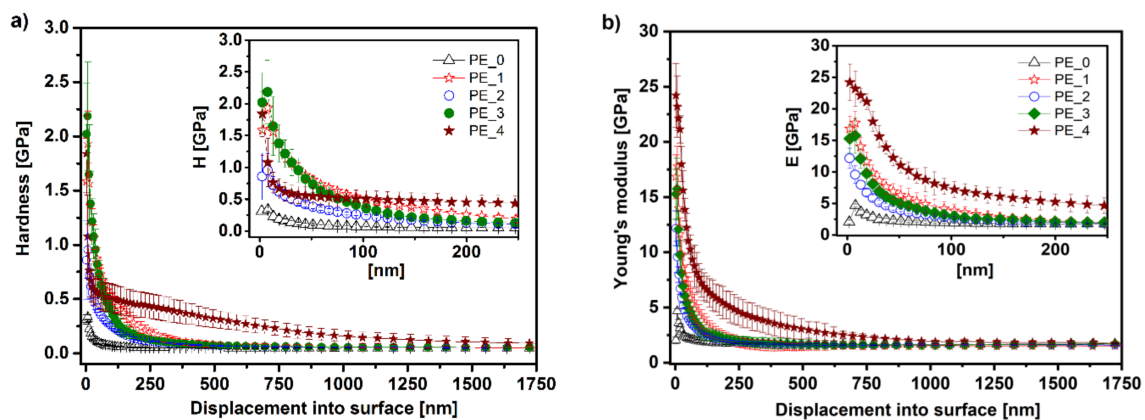 a)
Hardness [GPa]
3.0
2.5
2.0
1.5
1.0
0.5
0.0
0 250 500 750 1000 1250 1500 1750
Displacement into surface [nm]
H [GPa]
3.0
2.5
2.0
1.5
1.0
0.5
0.0
0 100 200
[nm]
PE_0
PE_1
PE_2
PE_3
PE_4
b)
Young's modulus [GPa]
30
25
20
15
10
5
0
0 250 500 750 1000 1250 1500 1750
Displacement into surface [nm]
E [GPa]
30
25
20
15
10
5
0
0 100 200
[nm]
PE_0
PE_1
PE_2
PE_3
PE_4